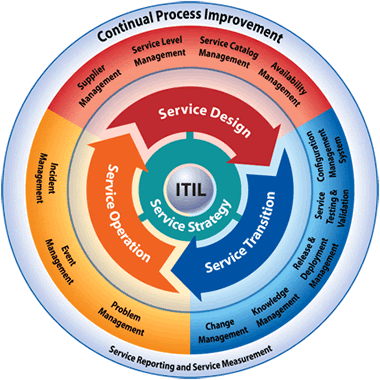 Continual Process Improvement
Supplier
Management
Service Level
Management
Service Catalog
Management
Availability
Management
Service Design
System
Configuration
Management
Service
Testing &
Validation
Release &
Deployment
Management
Knowledge
Management
Change
Management
Service Transition
Incident
Management
Event
Management
Problem
Management
Service Operation
ITIL
Service Strategy
Service Reporting and Service Measurement